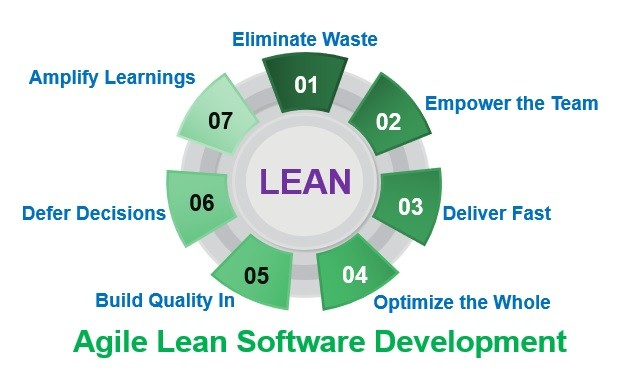 Eliminate Waste
01
Empower the Team
02
Deliver Fast
03
Optimize the Whole
04
Build Quality In
05
Defer Decisions
06
Amplify Learnings
07
LEAN
Agile Lean Software Development